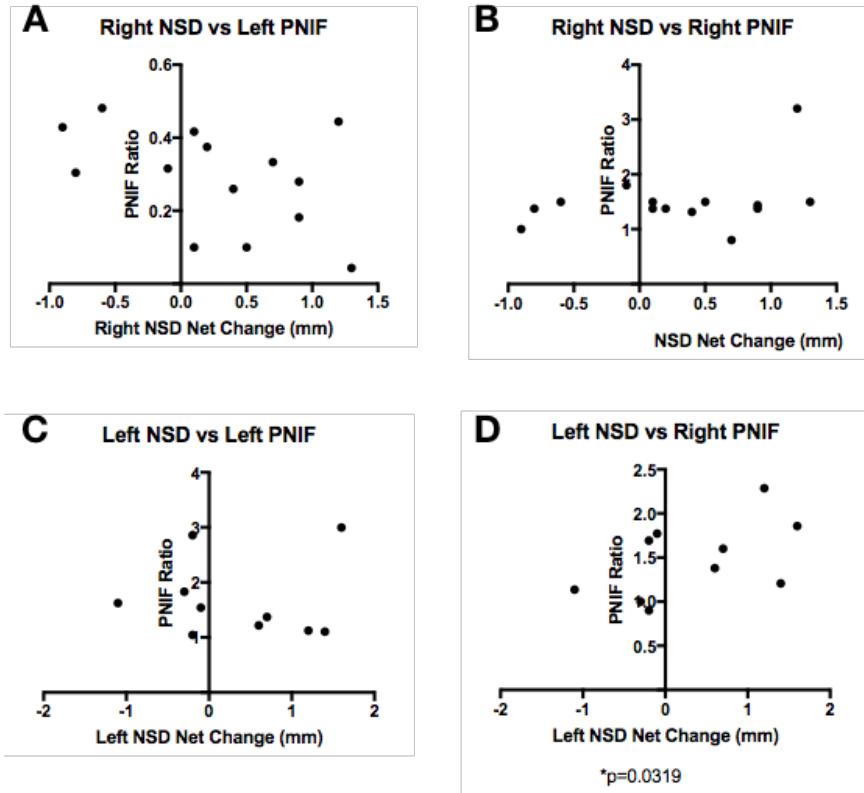 A
Right NSD vs Left PNIF
0.6
0.4
0.2
PNIF Ratio
-1.0 -0.5 0.0 0.5 1.0 1.5
Right NSD Net Change (mm)
B
Right NSD vs Right PNIF
4
3
2
1
PNIF Ratio
-1.0 -0.5 0.0 0.5 1.0 1.5
NSD Net Change (mm)
C
Left NSD vs Left PNIF
4
3
2
1
PNIF Ratio
-2 -1 0 1 2
Left NSD Net Change (mm)
D
Left NSD vs Right PNIF
2.5
2.0
1.5
1.0
0.5
PNIF Ratio
-2 -1 0 1 2
Left NSD Net Change (mm)
*p=0.0319